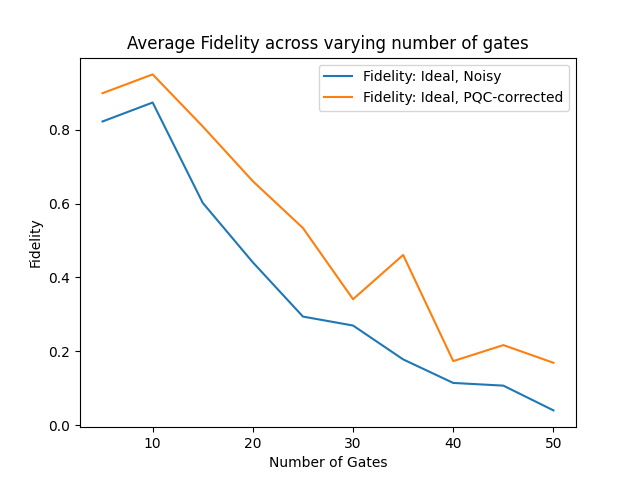 Average Fidelity across varying number of gates
Fidelity: Ideal, Noisy
Fidelity: Ideal, PQC-corrected
Fidelity
0.8
0.6
0.4
0.2
0.0
10 20 30 40 50
Number of Gates